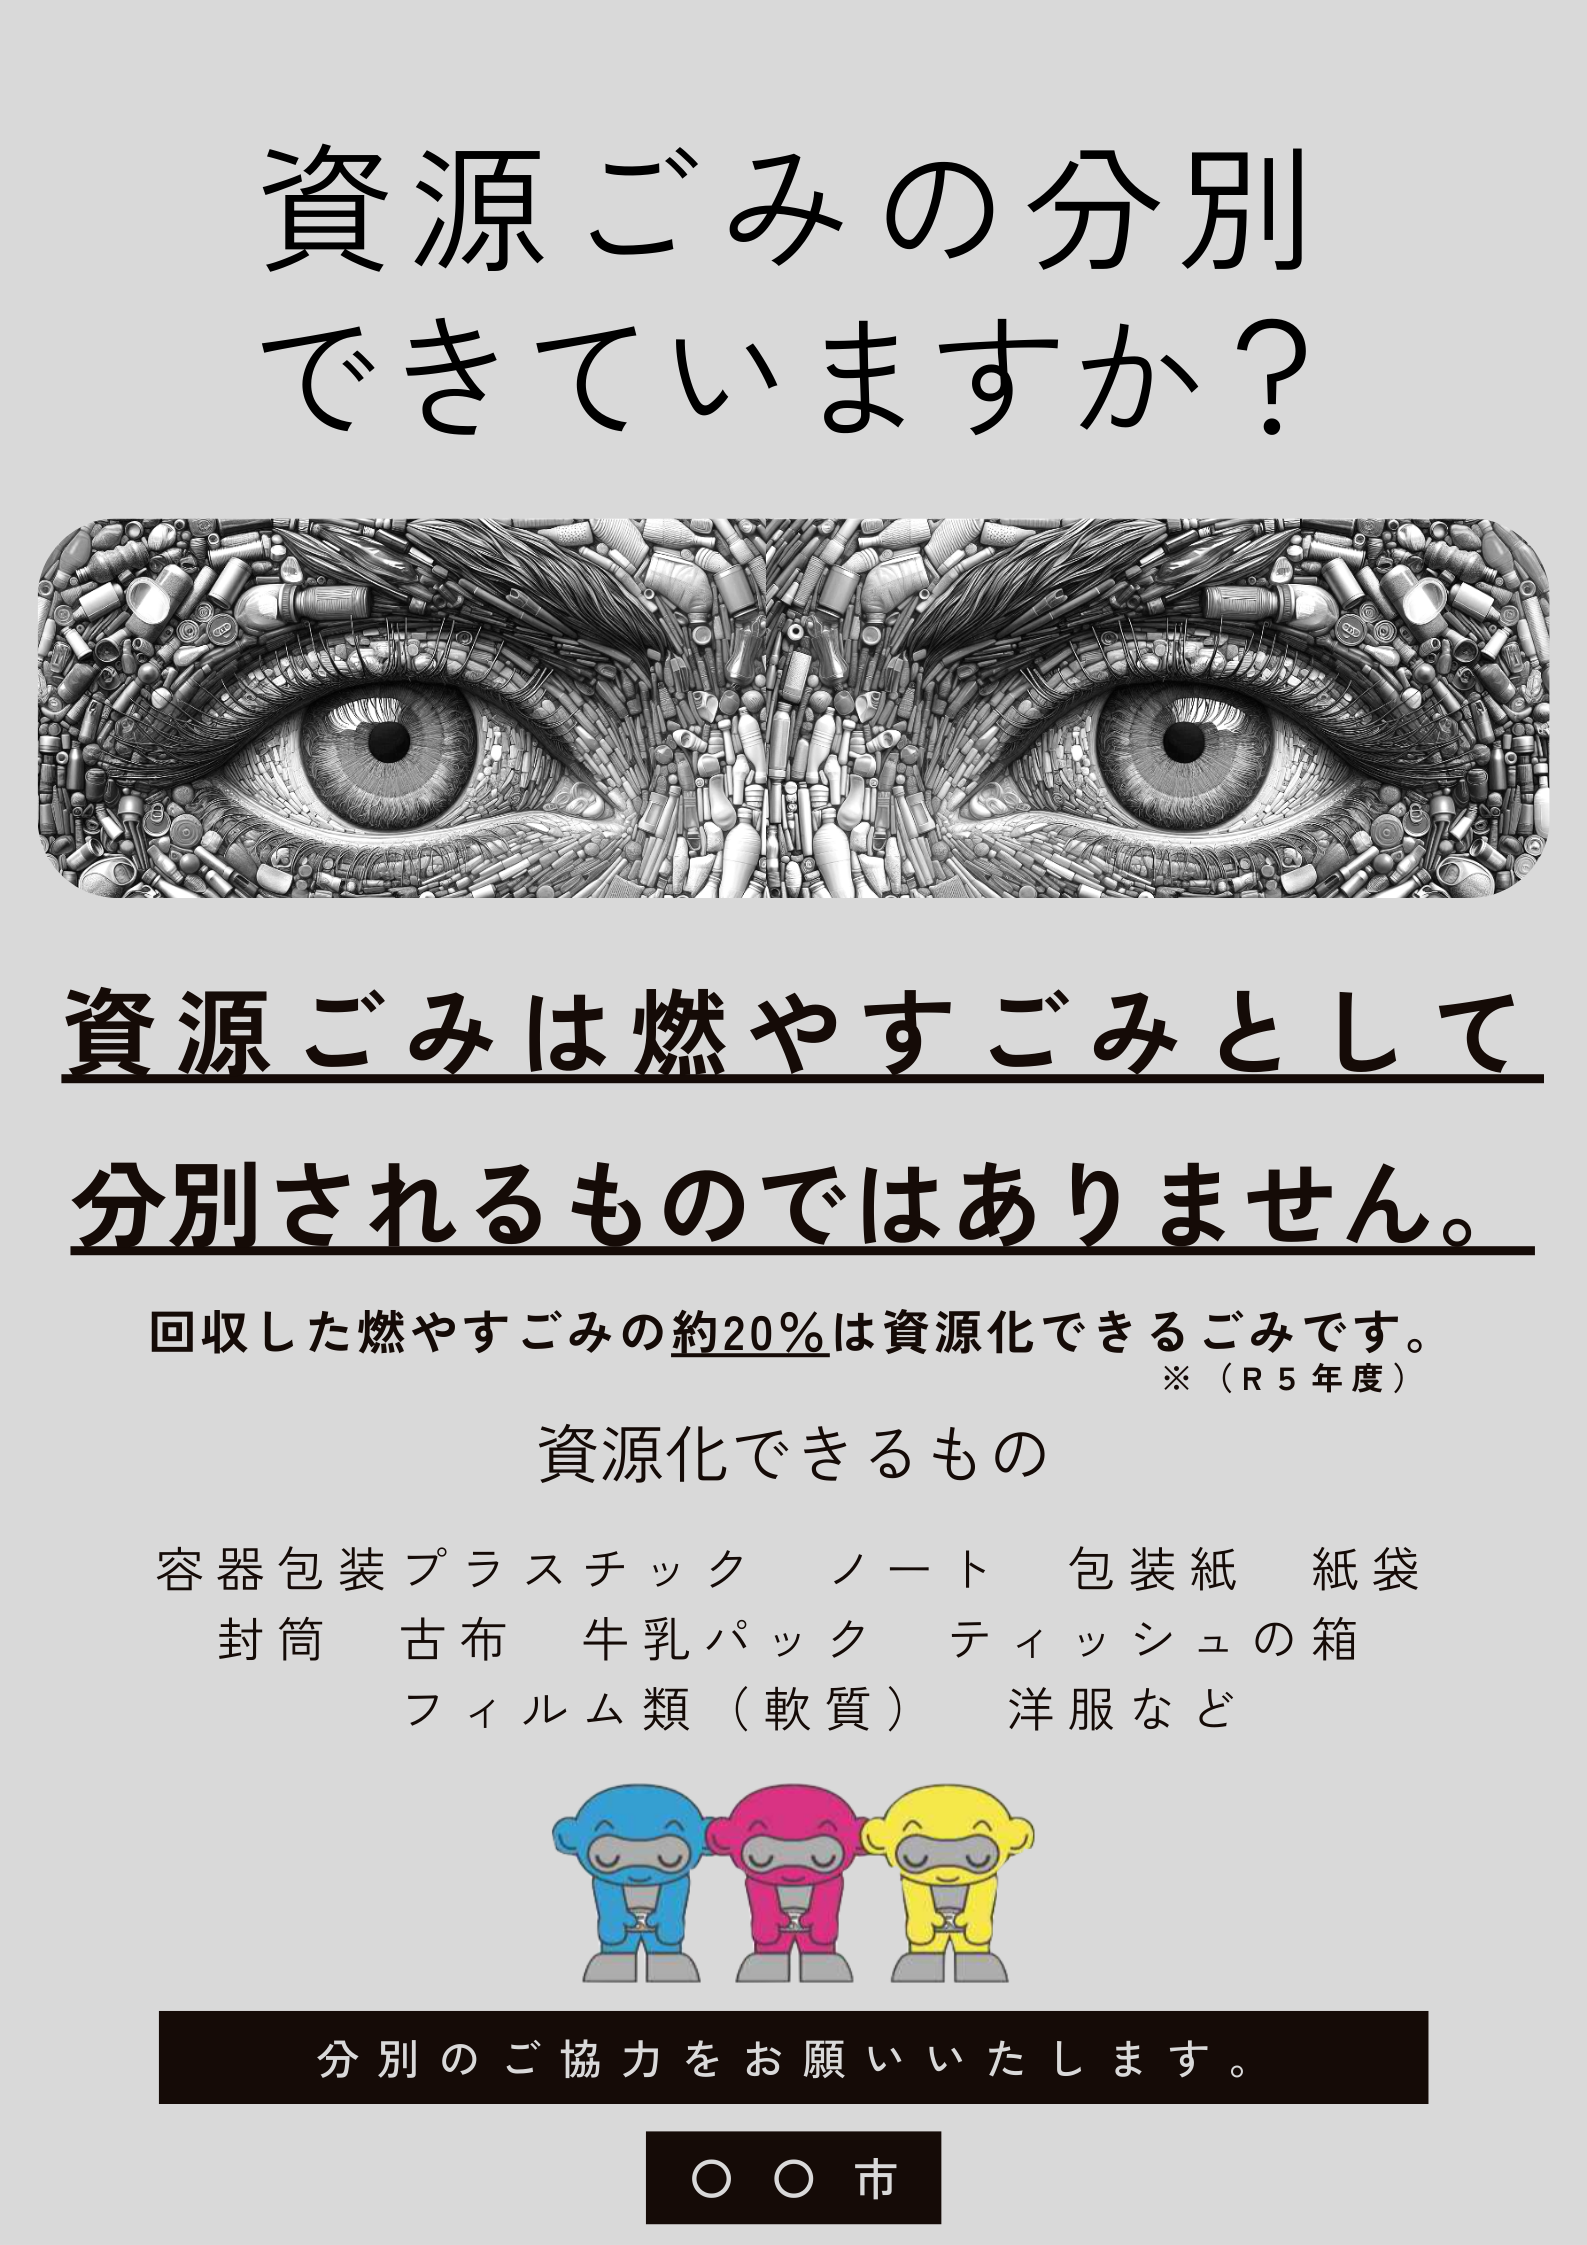 資源ごみの分別
できていますか？
資源ごみは燃やすごみとして
分別されるものではありません。
回収した燃やすごみの約20%は資源化できるごみです。
※（R５年度）
資源化できるもの
容器包装プラスチック　ノート　包装紙　紙袋
封筒　古布　牛乳パック　ティッシュの箱
フィルム類（軟質）　洋服など
分別のご協力をお願いいたします。
〇〇市